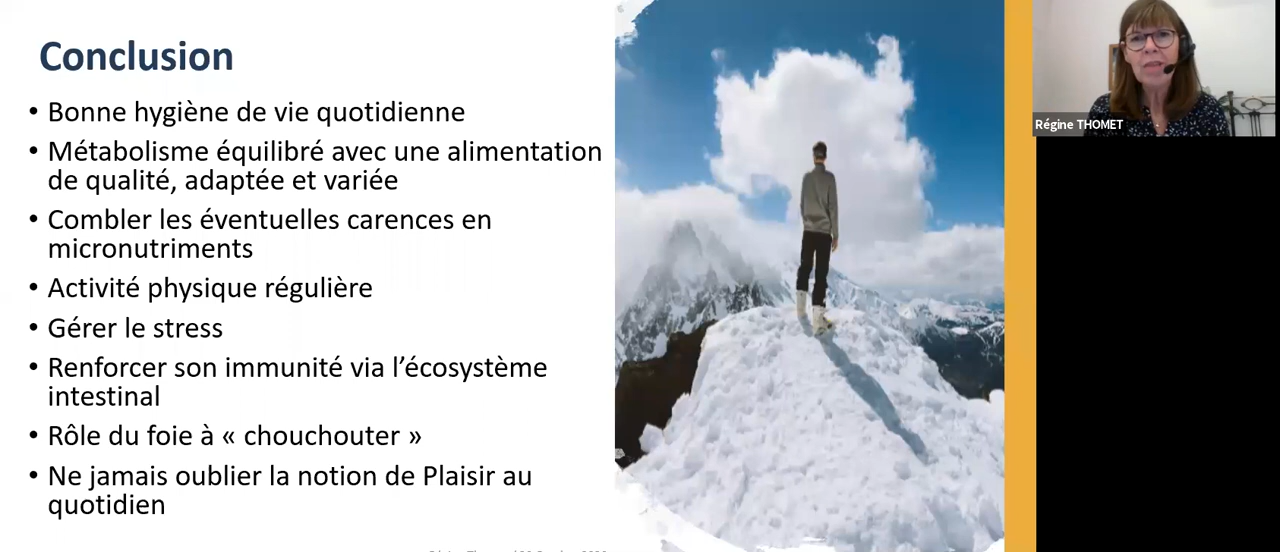 Conclusion
• Bonne hygiène de vie quotidienne
• Métabolisme équilibré avec une alimentation
de qualité, adaptée et variée
• Combler les éventuelles carences en
micronutriments
• Activité physique régulière
• Gérer le stress
• Renforcer son immunité via l’écosystème
intestinal
• Rôle du foie à « chouchouter »
• Ne jamais oublier la notion de Plaisir au
quotidien
Régine THOMET